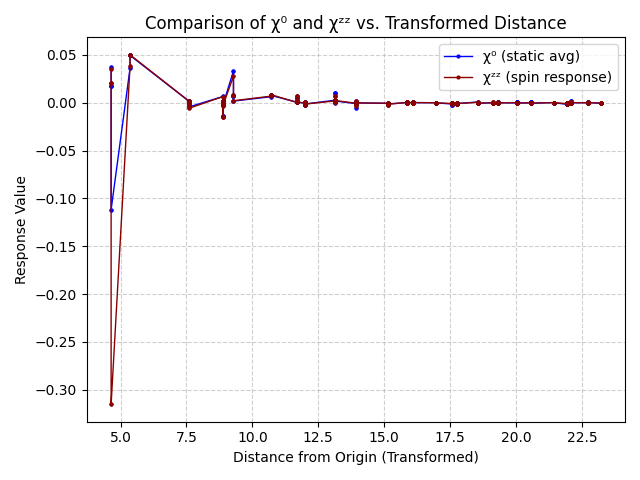 Comparison of χ⁰ and χᶻᶻ vs. Transformed Distance
χ⁰ (static avg)
χᶻᶻ (spin response)
Response Value
0.05
0.00
−0.05
−0.10
−0.15
−0.20
−0.25
−0.30
5.0 7.5 10.0 12.5 15.0 17.5 20.0 22.5
Distance from Origin (Transformed)